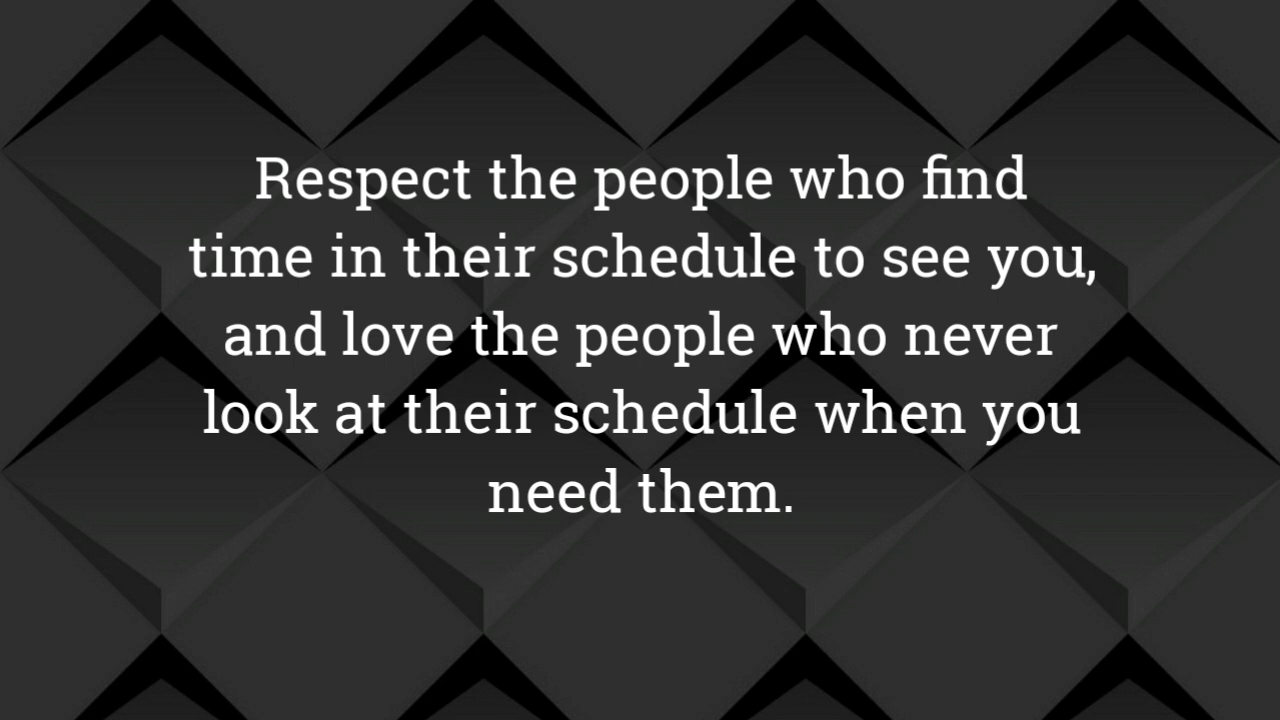 Respect the people who find
time in their schedule to see you,
and love the people who never
look at their schedule when you
need them.